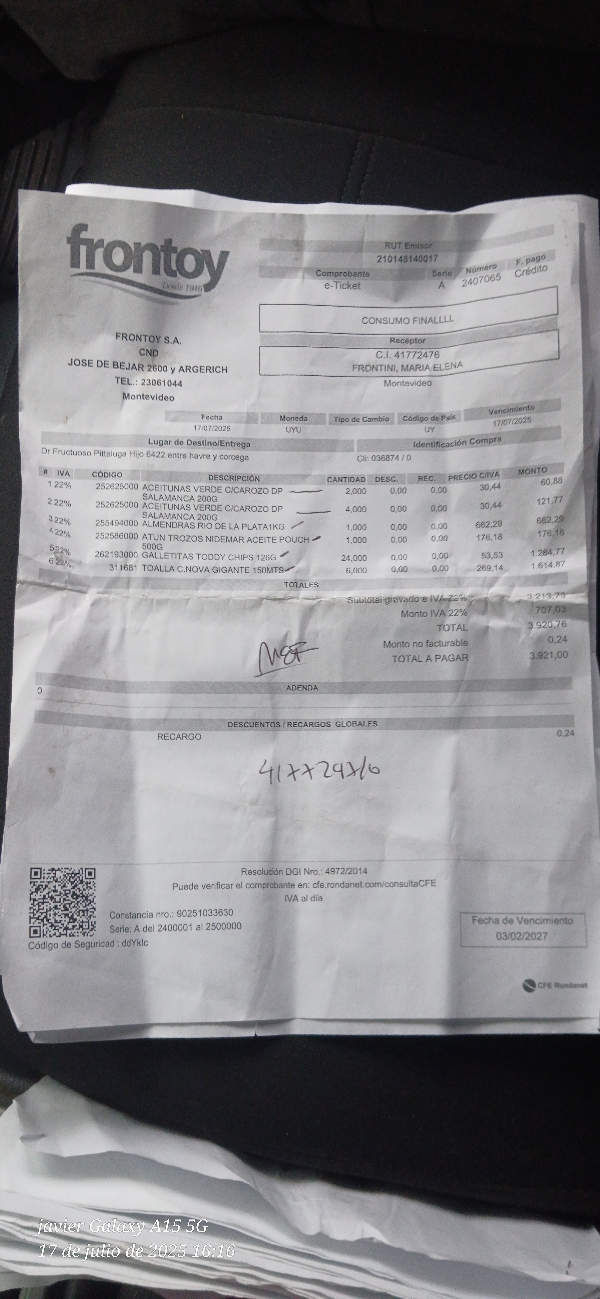 frontoy
Desde 1946
RUT Emisor
210148140017
Comprobante Serie Número F. pago
e-Ticket A 2407065 Crédito
CONSUMO FINALLLL
Receptor
C.I. 41772476
FRONTINI, MARIA ELENA
Montevideo
FRONTOY S.A.
CND
JOSE DE BEJAR 2600 y ARGERICH
TEL.: 23061044
Montevideo
Fecha Moneda Tipo de Cambio Código de País Vencimiento
17/07/2025 UYU UY 17/07/2025
Lugar de Destino/Entrega Identificación Compra
Dr Fructuoso Pittaluga Hijo 6422 entre havre y corcega Cli: 036874 / 0
# IVA CÓDIGO DESCRIPCIÓN CANTIDAD DESC. REC. PRECIO C/IVA MONTO
1 22% 252625000 ACEITUNAS VERDE C/CAROZO DP SALAMANCA 200G 2,000 0,00 0,00 30,44 60,88
2 22% 252625000 ACEITUNAS VERDE C/CAROZO DP SALAMANCA 200G 4,000 0,00 0,00 30,44 121,77
3 22% 255494000 ALMENDRAS RIO DE LA PLATA1KG 1,000 0,00 0,00 662,29 662,29
4 22% 252586000 ATUN TROZOS NIDEMAR ACEITE POUCH 500G 1,000 0,00 0,00 176,18 176,18
5 22% 262193000 GALLETITAS TODDY CHIPS 126G 24,000 0,00 0,00 53,53 1.284,77
6 22% 311681 TOALLA C.NOVA GIGANTE 150MTS 6,000 0,00 0,00 269,14 1.614,87
TOTALES
Subtotal gravado e IVA 22% 3.213,73
Monto IVA 22% 707,03
TOTAL 3.920,76
Monto no facturable 0,24
TOTAL A PAGAR 3.921,00
ADENDA
0
DESCUENTOS / RECARGOS GLOBALES
RECARGO 0,24
Resolución DGI Nro.: 4972/2014
Puede verificar el comprobante en: cfe.rondanet.com/consultaCFE
IVA al día
Constancia nro.: 90251033630
Serie: A del 2400001 al 2500000
Código de Seguridad : ddYklc
Fecha de Vencimiento
03/02/2027
CFE Rondanet
javier Galaxy A15 5G
17 de julio de 2025 16:16